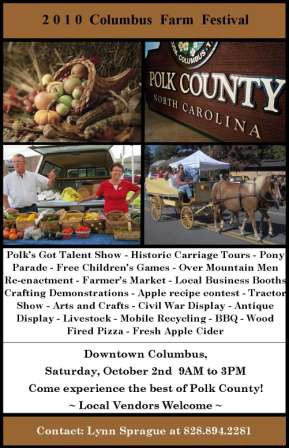 2010 Columbus Farm Festival
COLUMBUS
POLK COUNTY
NORTH CAROLINA
Polk's Got Talent Show - Historic Carriage Tours - Pony
Parade - Free Children's Games - Over Mountain Men
Re-enactment - Farmer's Market - Local Business Booths
Crafting Demonstrations - Apple recipe contest - Tractor
Show - Arts and Crafts - Civil War Display - Antique
Display - Livestock - Mobile Recycling - BBQ - Wood
Fired Pizza - Fresh Apple Cider
Downtown Columbus,
Saturday, October 2nd 9AM to 3PM
Come experience the best of Polk County!
~ Local Vendors Welcome ~
Contact: Lynn Sprague at 828.894.2281